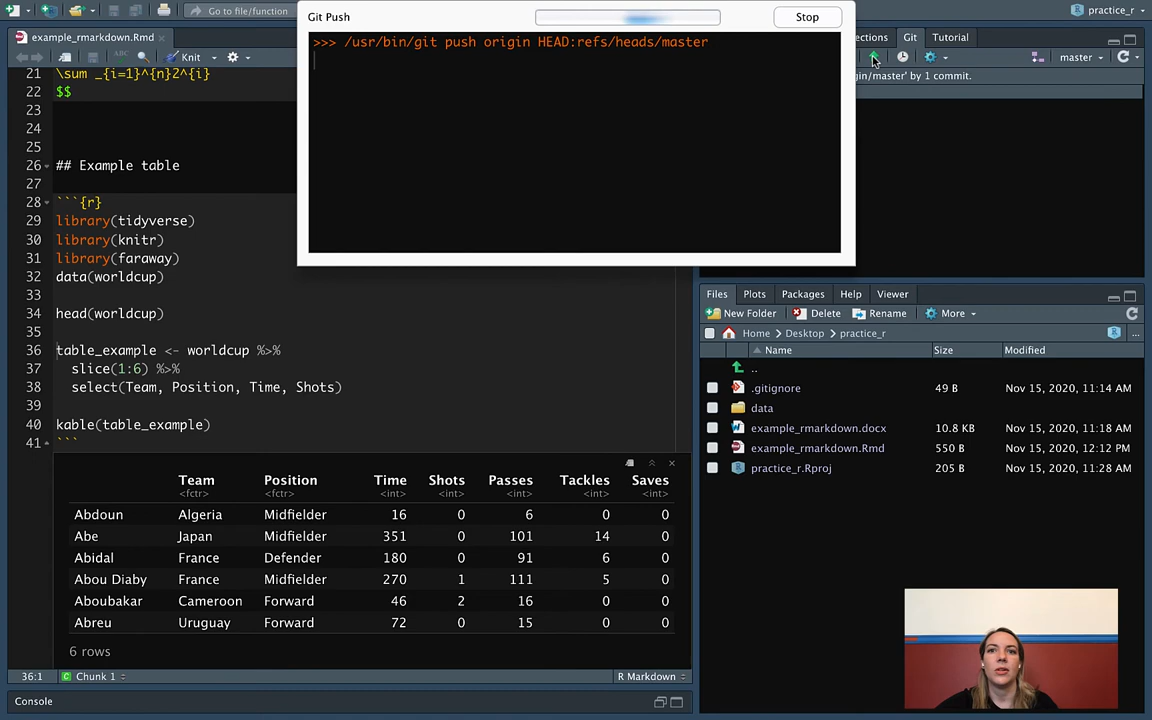 Go to file/function
practice_r
example_rmarkdown.Rmd
Knit
21 \sum _{i=1}^{n}2^{i}
22 $$
23
24
25
26 ## Example table
27
28 ```{r}
29 library(tidyverse)
30 library(knitr)
31 library(faraway)
32 data(worldcup)
33
34 head(worldcup)
35
36 table_example <- worldcup %>%
37 slice(1:6) %>%
38 select(Team, Position, Time, Shots)
39
40 kable(table_example)
41 ```
Team Position Time Shots Passes Tackles Saves
<fctr> <fctr> <int> <int> <int> <int> <int>
Abdoun Algeria Midfielder 16 0 6 0 0
Abe Japan Midfielder 351 0 101 14 0
Abidal France Defender 180 0 91 6 0
Abou Diaby France Midfielder 270 1 111 5 0
Aboubakar Cameroon Forward 46 2 16 0 0
Abreu Uruguay Forward 72 0 15 0 0
6 rows
36:1 Chunk 1 R Markdown
Console
Git Push
Stop
>>> /usr/bin/git push origin HEAD:refs/heads/master
ections Git Tutorial
master
gin/master' by 1 commit.
Files Plots Packages Help Viewer
New Folder Delete Rename More
Home Desktop practice_r
...
Name Size Modified
..
.gitignore 49 B Nov 15, 2020, 11:14 AM
data
example_rmarkdown.docx 10.8 KB Nov 15, 2020, 11:18 AM
example_rmarkdown.Rmd 550 B Nov 15, 2020, 12:12 PM
practice_r.Rproj 205 B Nov 15, 2020, 11:28 AM